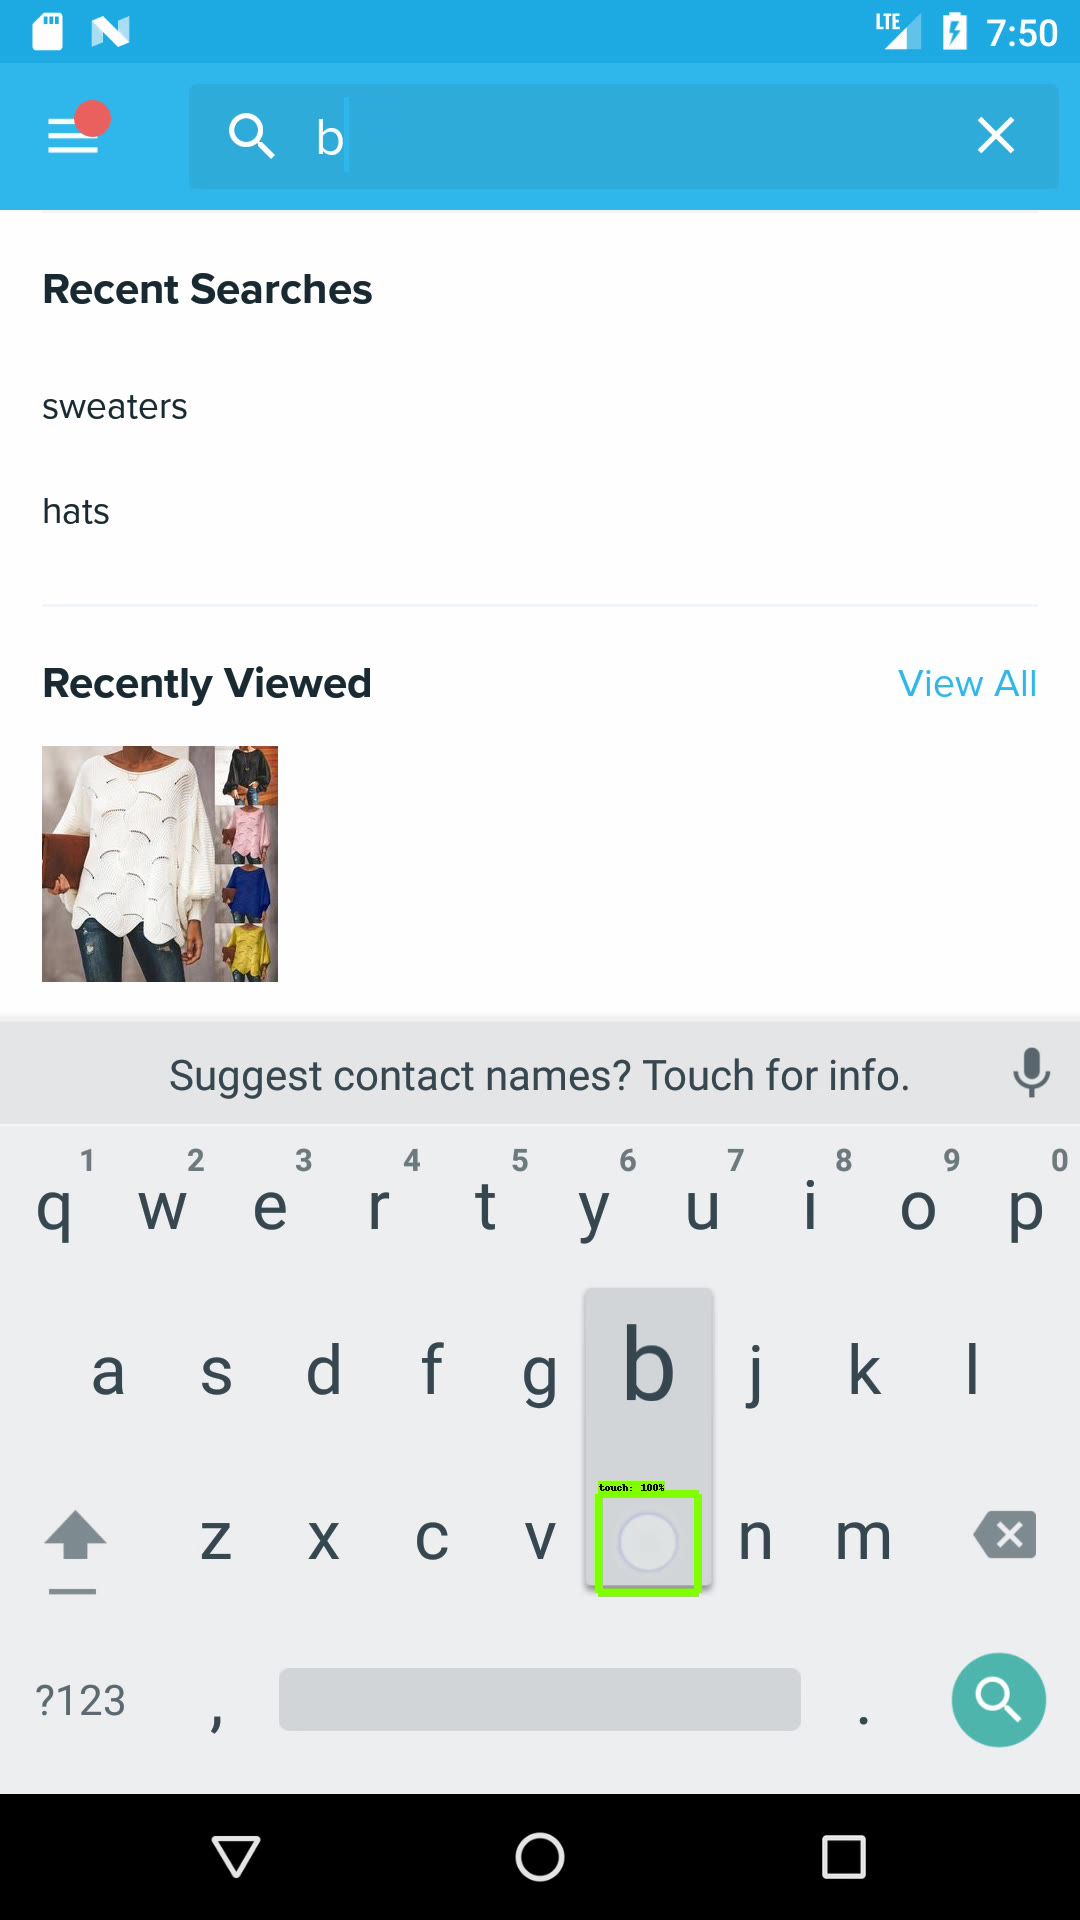 LTE 7:50
b
Recent Searches
sweaters
hats
Recently Viewed View All
Suggest contact names? Touch for info.
1 2 3 4 5 6 7 8 9 0
q w e r t y u i o p
a s d f g b j k l
touch: 100%
z x c v n m
?123 , .